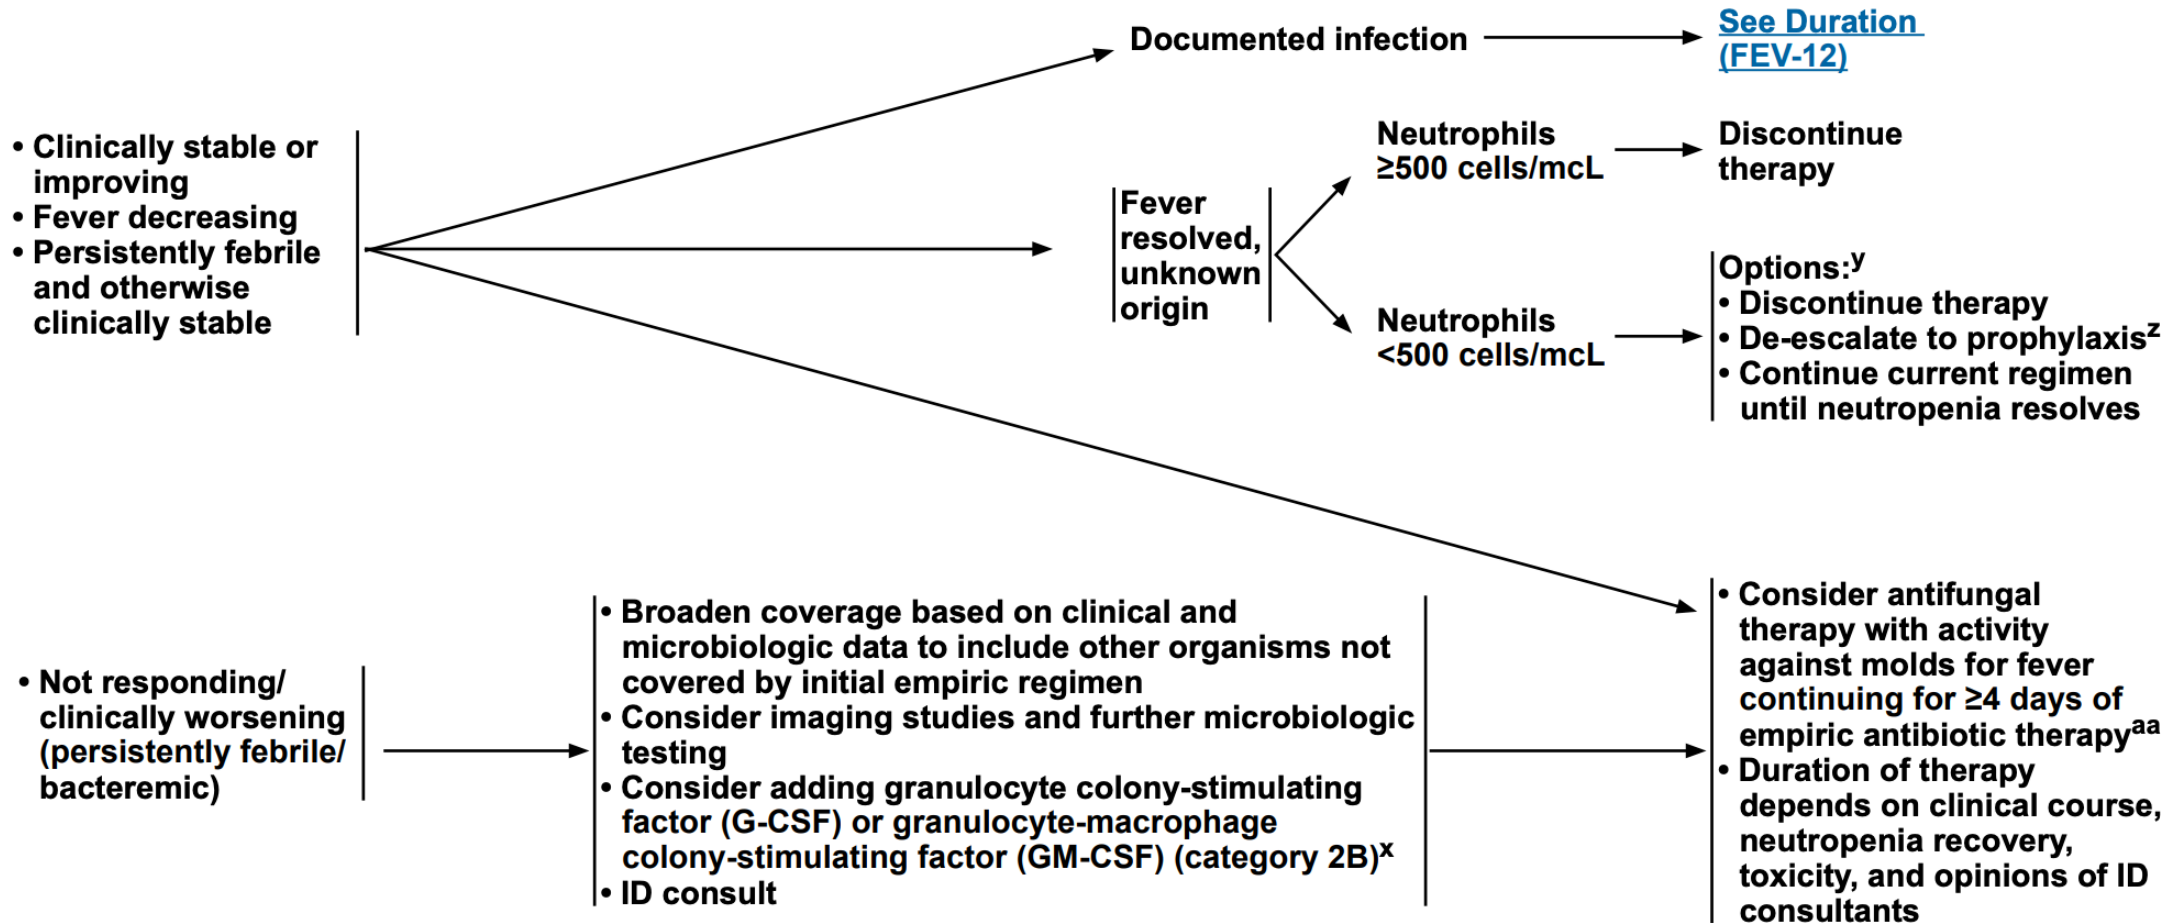 Documented infection
See Duration
(FEV-12)
• Clinically stable or
improving
• Fever decreasing
• Persistently febrile
and otherwise
clinically stable
Fever
resolved,
unknown
origin
Neutrophils
≥500 cells/mcL
Discontinue
therapy
Neutrophils
<500 cells/mcL
Options:y
• Discontinue therapy
• De-escalate to prophylaxisz
• Continue current regimen
until neutropenia resolves
• Not responding/
clinically worsening
(persistently febrile/
bacteremic)
• Broaden coverage based on clinical and
microbiologic data to include other organisms not
covered by initial empiric regimen
• Consider imaging studies and further microbiologic
testing
• Consider adding granulocyte colony-stimulating
factor (G-CSF) or granulocyte-macrophage
colony-stimulating factor (GM-CSF) (category 2B)x
• ID consult
• Consider antifungal
therapy with activity
against molds for fever
continuing for ≥4 days of
empiric antibiotic therapyaa
• Duration of therapy
depends on clinical course,
neutropenia recovery,
toxicity, and opinions of ID
consultants